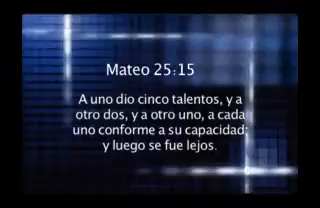 Mateo 25:15
A uno dio cinco talentos, y a
otro dos, y a otro uno, a cada
uno conforme a su capacidad;
y luego se fue lejos.